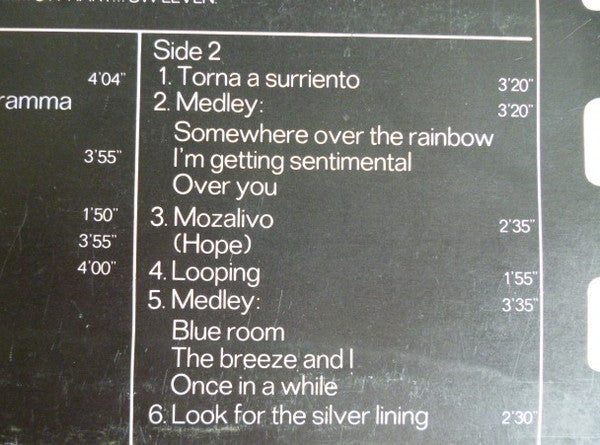 4'04"
ramma
3'55"
1'50"
3'55"
4'00"
Side 2
1. Torna a surriento 3'20"
2. Medley: 3'20"
Somewhere over the rainbow
I'm getting sentimental
Over you
3. Mozalivo 2'35"
(Hope)
4. Looping 1'55"
5. Medley: 3'35"
Blue room
The breeze and I
Once in a while
6. Look for the silver lining 2'30"